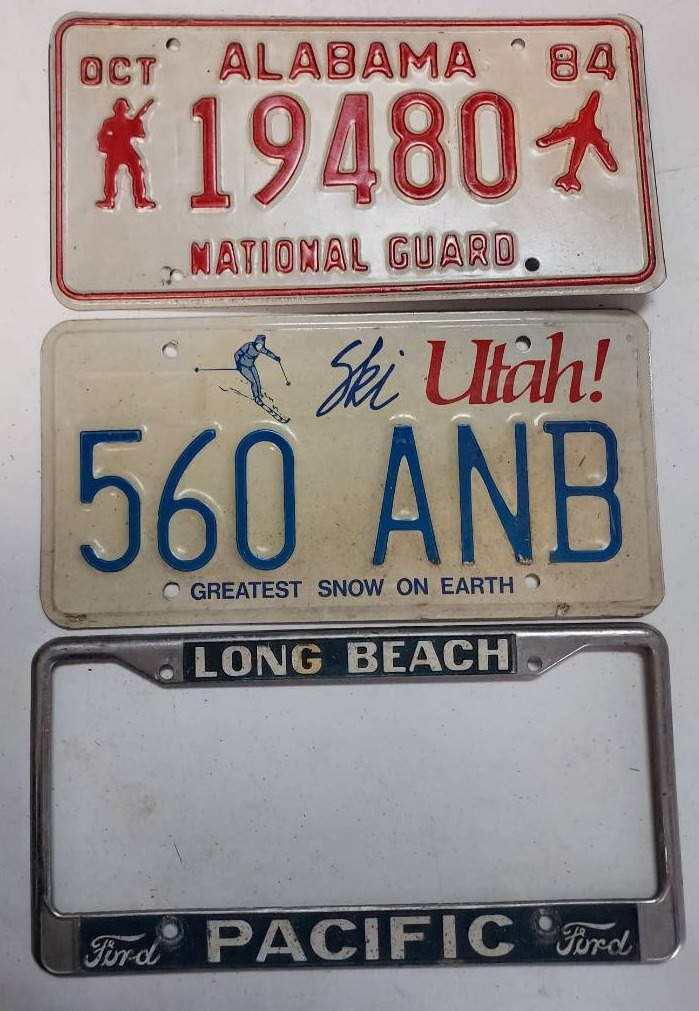 OCT ALABAMA 84
19480
NATIONAL GUARD
Ski Utah!
560 ANB
GREATEST SNOW ON EARTH
LONG BEACH
Ford PACIFIC Ford